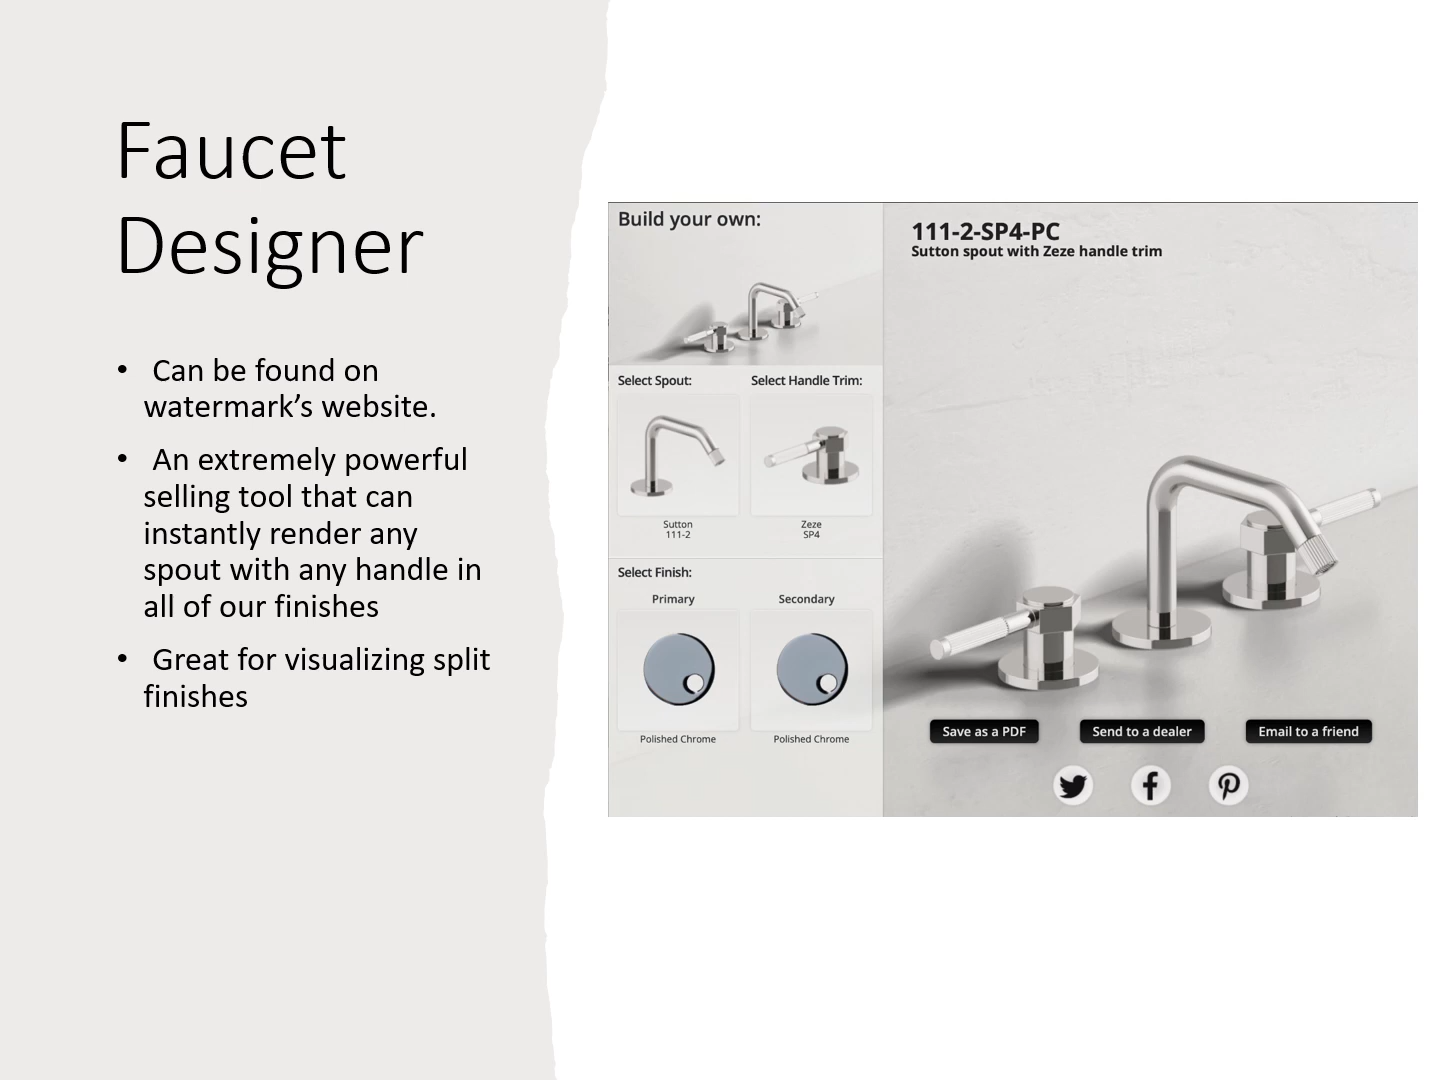 Faucet
Designer
• Can be found on
watermark’s website.
• An extremely powerful
selling tool that can
instantly render any
spout with any handle in
all of our finishes
• Great for visualizing split
finishes
Build your own:
Select Spout:
Select Handle Trim:
Sutton
111-2
Zeze
SP4
Select Finish:
Primary
Secondary
Polished Chrome
Polished Chrome
111-2-SP4-PC
Sutton spout with Zeze handle trim
Save as a PDF
Send to a dealer
Email to a friend